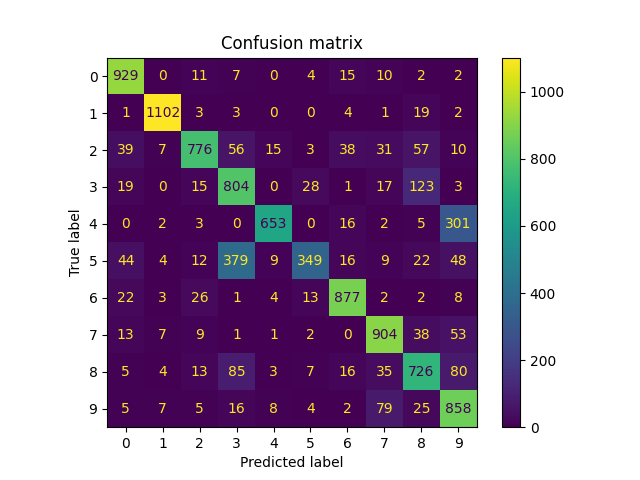 Confusion matrix
0 929 0 11 7 0 4 15 10 2 2
1 1 1102 3 3 0 0 4 1 19 2
2 39 7 776 56 15 3 38 31 57 10
3 19 0 15 804 0 28 1 17 123 3
4 0 2 3 0 653 0 16 2 5 301
5 44 4 12 379 9 349 16 9 22 48
6 22 3 26 1 4 13 877 2 2 8
7 13 7 9 1 1 2 0 904 38 53
8 5 4 13 85 3 7 16 35 726 80
9 5 7 5 16 8 4 2 79 25 858
0 1 2 3 4 5 6 7 8 9
Predicted label
True label
1000
800
600
400
200
0